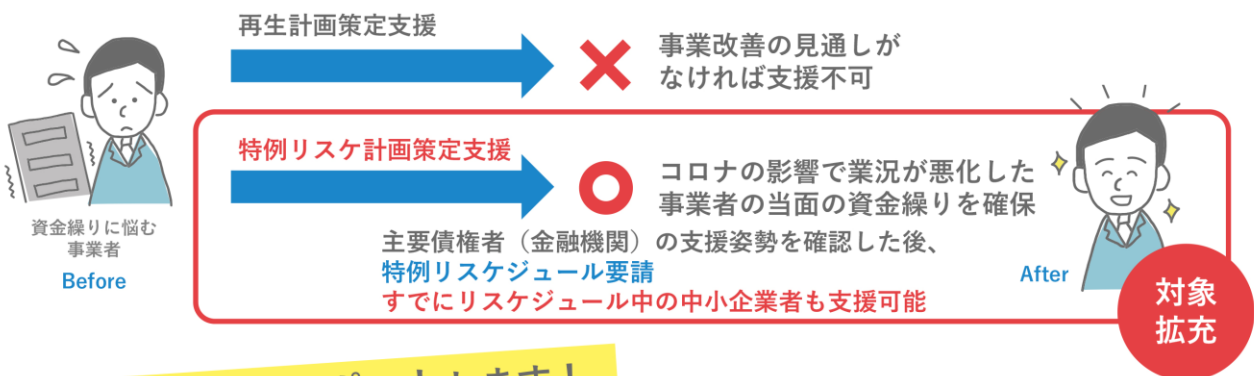 再生計画策定支援
事業改善の見通しが
なければ支援不可
特例リスケ計画策定支援
コロナの影響で業況が悪化した
事業者の当面の資金繰りを確保
資金繰りに悩む
事業者
Before
主要債権者（金融機関）の支援姿勢を確認した後、
特例リスケジュール要請
すでにリスケジュール中の中小企業者も支援可能
After
対象
拡充
します！